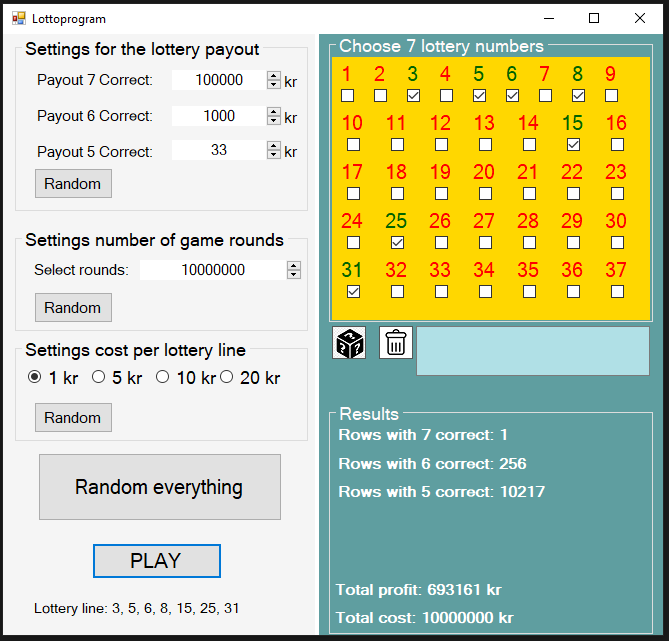 Lottoprogram
Settings for the lottery payout
Payout 7 Correct: 100000 kr
Payout 6 Correct: 1000 kr
Payout 5 Correct: 33 kr
Random
Settings number of game rounds
Select rounds: 10000000
Random
Settings cost per lottery line
1 kr 5 kr 10 kr 20 kr
Random
Random everything
PLAY
Lottery line: 3, 5, 6, 8, 15, 25, 31
Choose 7 lottery numbers
1 2 3 4 5 6 7 8 9
10 11 12 13 14 15 16
17 18 19 20 21 22 23
24 25 26 27 28 29 30
31 32 33 34 35 36 37
Results
Rows with 7 correct: 1
Rows with 6 correct: 256
Rows with 5 correct: 10217
Total profit: 693161 kr
Total cost: 10000000 kr